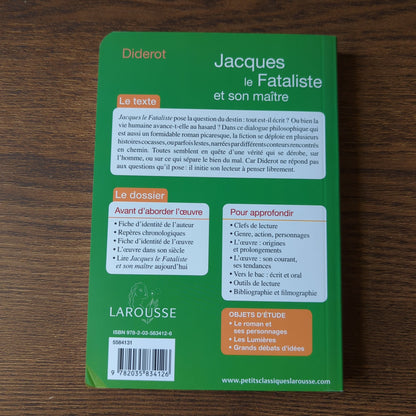 Diderot
Jacques
le Fataliste
et son maître
Le texte
Jacques le Fataliste pose la question du destin : tout est-il écrit ? Ou bien la
vie humaine avance-t-elle au hasard ? Dans ce dialogue philosophique qui
est aussi un formidable roman picaresque, la fiction se déploie en plusieurs
histoires cocasses, ou parfois lestes, narrées par différents conteurs rencontrés
en chemin. Toutes semblent en quête d'une vérité qui se dérobe, sur
l'homme, ou sur ce qui sépare le bien du mal. Car Diderot ne répond pas
aux questions qu'il pose : il initie son lecteur à penser librement.
Le dossier
Avant d'aborder l'œuvre
• Fiche d'identité de l'auteur
• Repères chronologiques
• Fiche d'identité de l'œuvre
• L'œuvre dans son siècle
• Lire Jacques le Fataliste
et son maître aujourd'hui
Pour approfondir
• Clefs de lecture
• Genre, action, personnages
• L'œuvre : origines
et prolongements
• L'œuvre : son courant,
ses tendances
• Vers le bac : écrit et oral
• Outils de lecture
• Bibliographie et filmographie
LAROUSSE
ISBN 978-2-03-583412-6
5584131
9 782035 834126
OBJETS D'ÉTUDE
• Le roman et
ses personnages
• Les Lumières
• Grands débats d'idées
www.petitsclassiqueslarousse.com